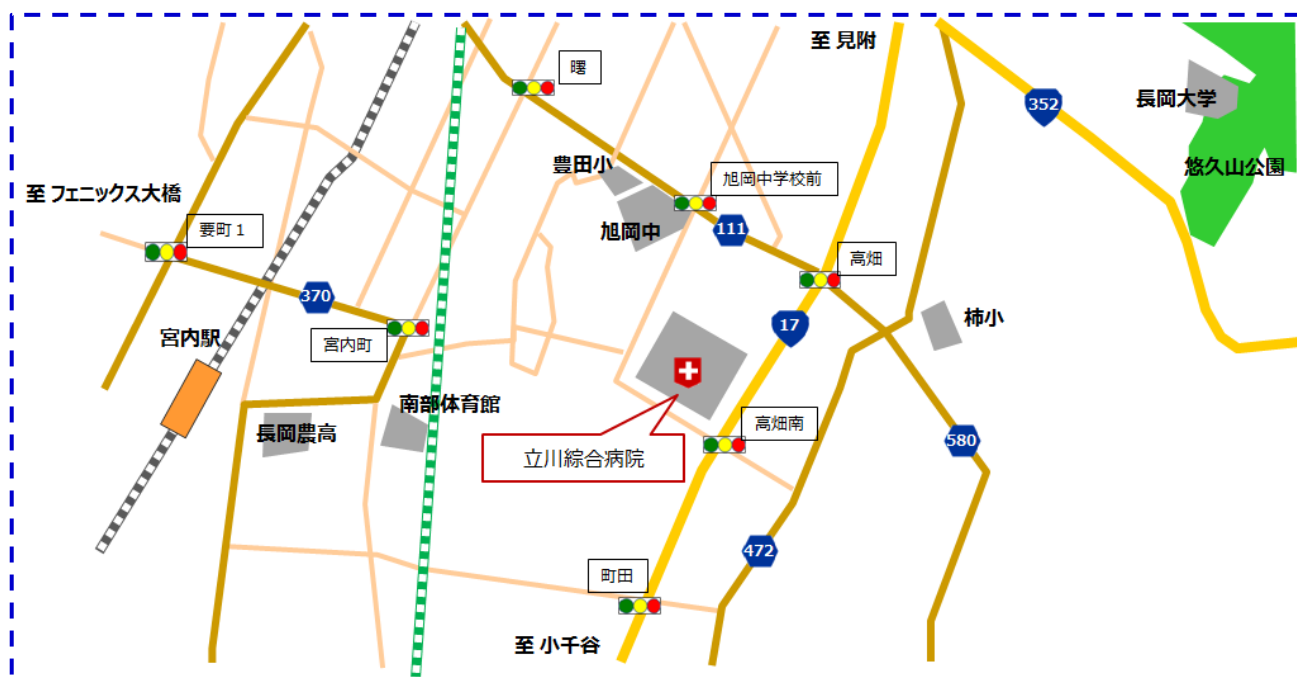 至 見附
曙
352
長岡大学
豊田小
旭岡中学校前
悠久山公園
至 フェニックス大橋
要町１
旭岡中
111
高畑
370
17
柿小
宮内駅
宮内町
南部体育館
長岡農高
高畑南
立川綜合病院
580
472
町田
至 小千谷